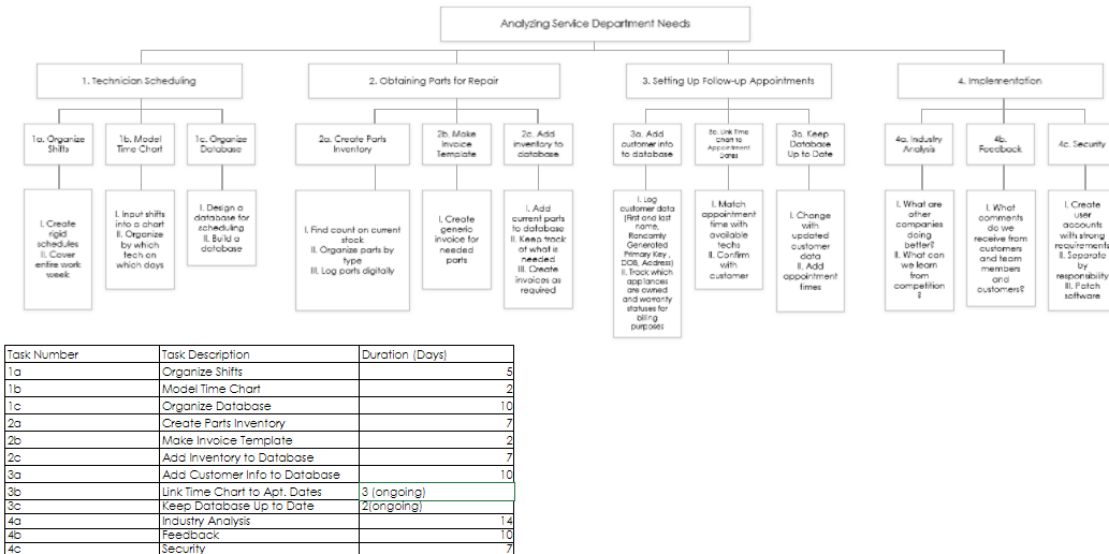 Analyzing Service Department Needs
1. Technician Scheduling
2. Obtaining Parts for Repair
3. Setting Up Follow-up Appointments
4. Implementation
1a. Organize
Shifts
1b. Model
Time Chart
1c. Organize
Database
2a. Create Parts
Inventory
2b. Make
Invoice
Template
2c. Add
inventory to
database
3a. Add
customer info
to database
3b. Link Time
Chart to
Appointment
Dates
3a. Keep
Database
Up to Date
4a. Industry
Analysis
4b.
Feedback
4c. Security
I. Create
rigid
schedules
II. Cover
entire work
week
I. Input shifts
into a chart
II. Organize
by which
tech on
which days
I. Design a
database for
scheduling
II. Build a
database
I. Find count on current
stock
II. Organize parts by
type
III. Log parts digitally
I. Create
generic
invoice for
needed
parts
I. Add
current parts
to database
II. Keep track
of what is
needed
III. Create
invoices as
required
I. Log
customer data
(First and last
name,
Randomly
Generated
Primary Key,
DOB, Address)
II. Track which
appliances
are owned
and warranty
statuses for
billing
purposes
I. Match
appointment
time with
available
techs
II. Confirm
with
customer
I. Change
with
updated
customer
data
II. Add
appointment
times
I. What are
other
companies
doing
better?
II. What can
we learn
from
competition
?
I. What
comments
do we
receive from
customers
and team
members
and
customers?
I. Create
user
accounts
with strong
requirements
II. Separate
by
responsibility
III. Patch
software
Task Number Task Description Duration (Days)
1a Organize Shifts 5
1b Model Time Chart 2
1c Organize Database 10
2a Create Parts Inventory 7
2b Make Invoice Template 2
2c Add Inventory to Database 7
3a Add Customer Info to Database 10
3b Link Time Chart to Apt. Dates 3 (ongoing)
3c Keep Database Up to Date 2(ongoing)
4a Industry Analysis 14
4b Feedback 10
4c Security 7